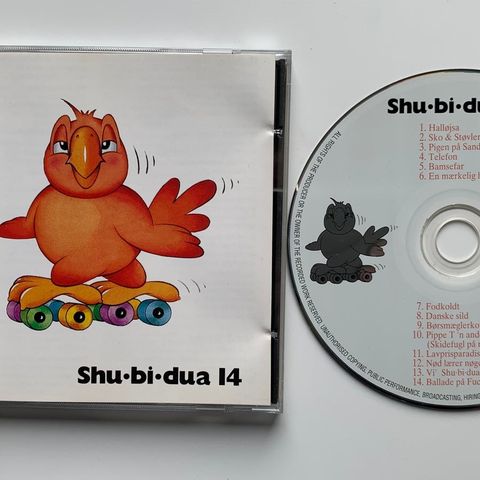 Shu·bi·dua 14
Shu·bi·du
1. Halløjsa
2. Sko & Støvler
3. Pigen på Sand
4. Telefon
5. Bamsefar
6. En mærkelig
7. Fodkoldt
8. Danske sild
9. Børsmæglerko
10. Pippe T 'n and
(Skidefugl på
11. Lavprisparadis
12. Nød lærer nøge
13. Vi' Shu·bi·dua
14. Ballade på Fuc
ALL RIGHTS OF THE PRODUCER OR THE OWNER OF THE RECORDED WORK RESERVED. UNAUTHORISED COPYING, PUBLIC PERFORMANCE, BROADCASTING, HIRING